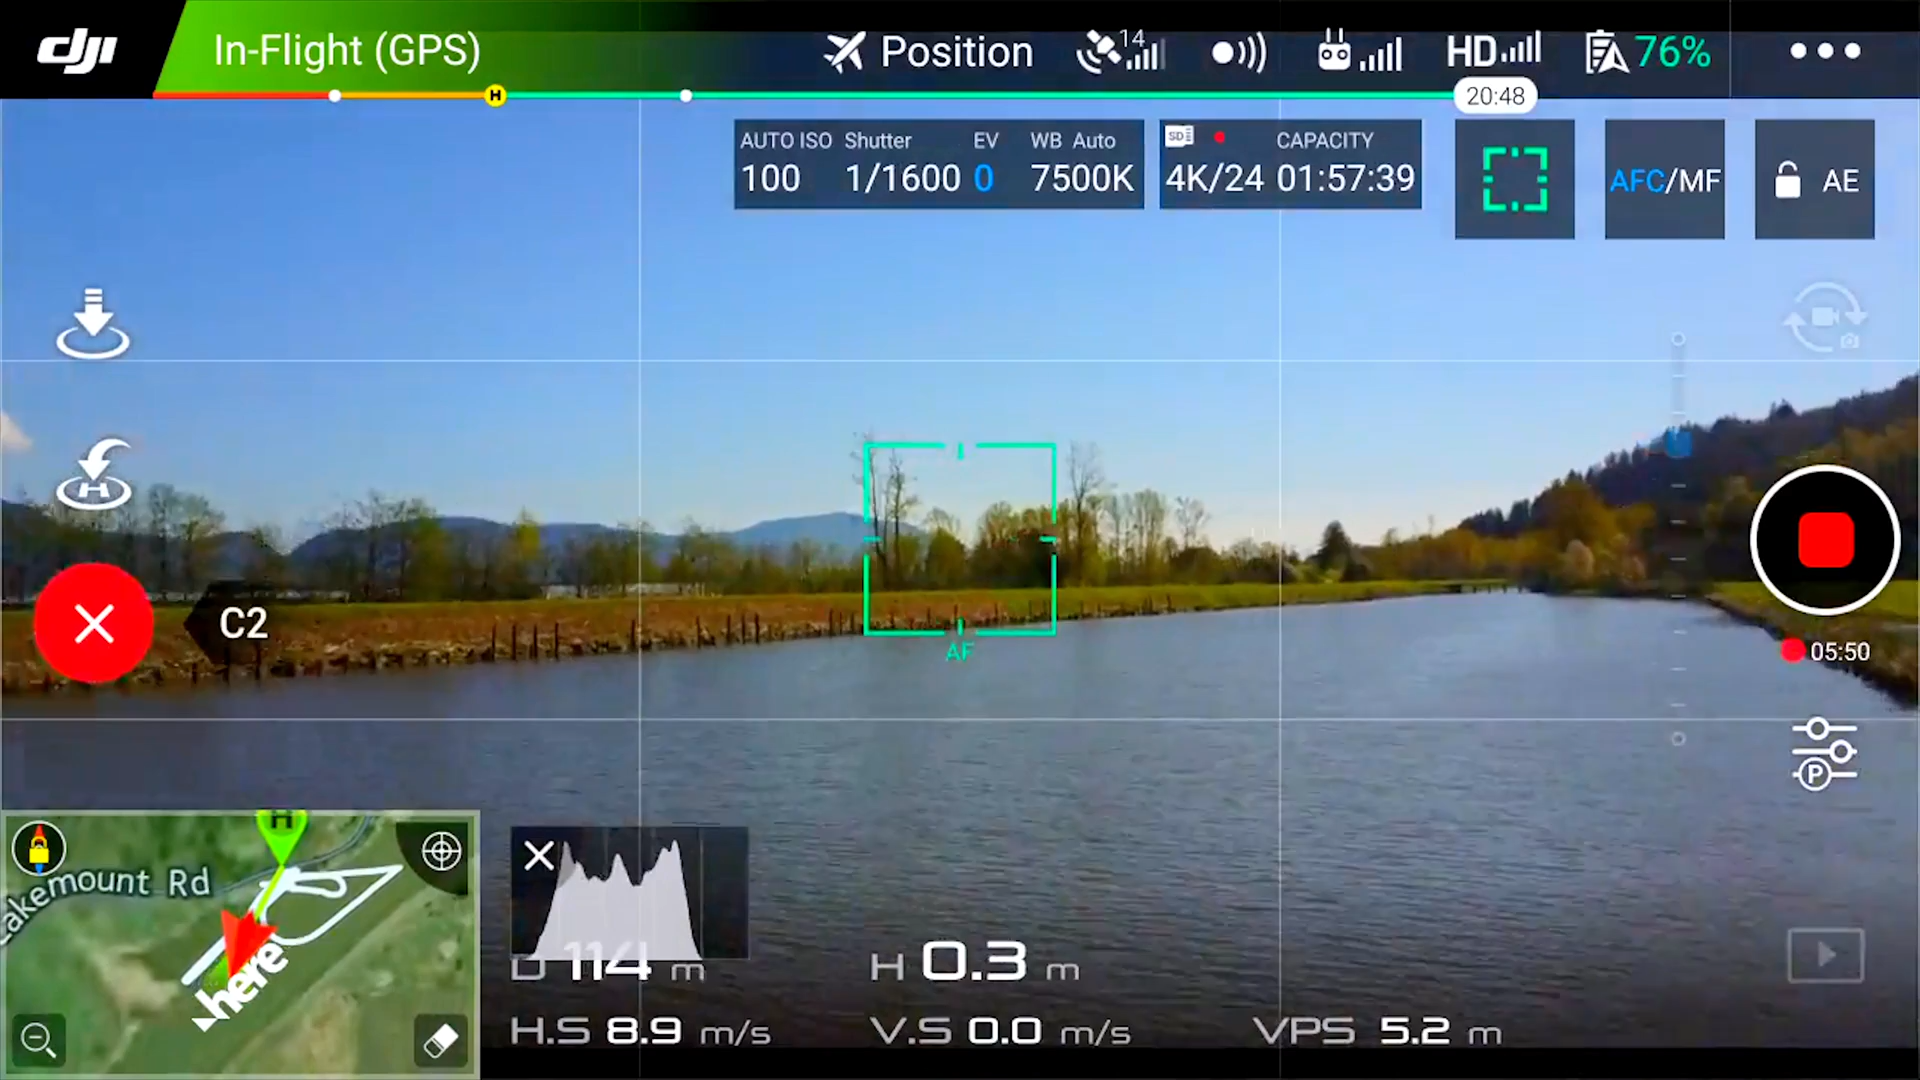 dji
In-Flight (GPS)
Position
14
HD
76%
H
20:48
AUTO ISO Shutter EV WB Auto
100 1/1600 0 7500K
SD CAPACITY
4K/24 01:57:39
AFC/MF
AE
H
C2
AF
05:50
P
H
Lakemount Rd
here
D 114 m H 0.3 m
H.S 8.9 m/s V.S 0.0 m/s VPS 5.2 m